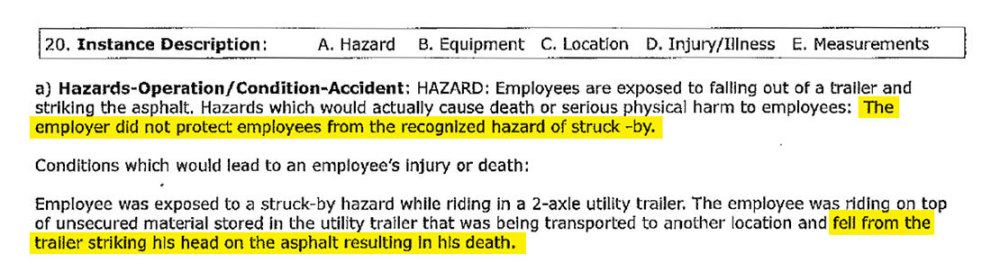 20. Instance Description: A. Hazard B. Equipment C. Location D. Injury/Illness E. Measurements
a) Hazards-Operation/Condition-Accident: HAZARD: Employees are exposed to falling out of a trailer and
striking the asphalt. Hazards which would actually cause death or serious physical harm to employees: The
employer did not protect employees from the recognized hazard of struck -by.
Conditions which would lead to an employee's injury or death:
Employee was exposed to a struck-by hazard while riding in a 2-axle utility trailer. The employee was riding on top
of unsecured material stored in the utility trailer that was being transported to another location and fell from the
trailer striking his head on the asphalt resulting in his death.